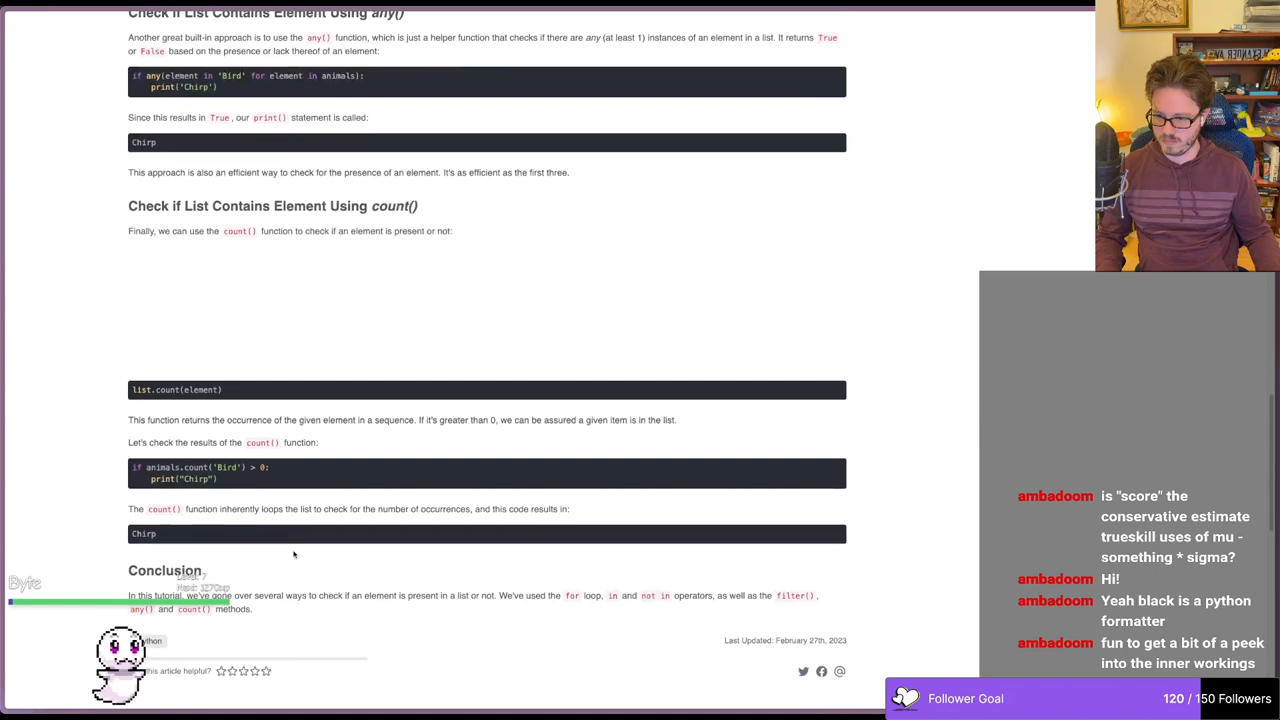 Check if List Contains Element Using any()
Another great built-in approach is to use the any() function, which is just a helper function that checks if there are any (at least 1) instances of an element in a list. It returns True
or False based on the presence or lack thereof of an element:
if any(element in 'Bird' for element in animals):
print('Chirp')
Since this results in True, our print() statement is called:
Chirp
This approach is also an efficient way to check for the presence of an element. It's as efficient as the first three.
Check if List Contains Element Using count()
Finally, we can use the count() function to check if an element is present or not:
list.count(element)
This function returns the occurrence of the given element in a sequence. If it's greater than 0, we can be assured a given item is in the list.
Let's check the results of the count() function:
if animals.count('Bird') > 0:
print("Chirp")
The count() function inherently loops the list to check for the number of occurrences, and this code results in:
Chirp
Conclusion
In this tutorial, we've gone over several ways to check if an element is present in a list or not. We've used the for loop, in and not in operators, as well as the filter(),
any() and count() methods.
Last Updated: February 27th, 2023
this article helpful?
Byte
Next: 1270xp
ambadoom is "score" the
conservative estimate
trueskill uses of mu -
something * sigma?
ambadoom Hi!
ambadoom Yeah black is a python
formatter
ambadoom fun to get a bit of a peek
into the inner workings
Follower Goal 120 / 150 Followers